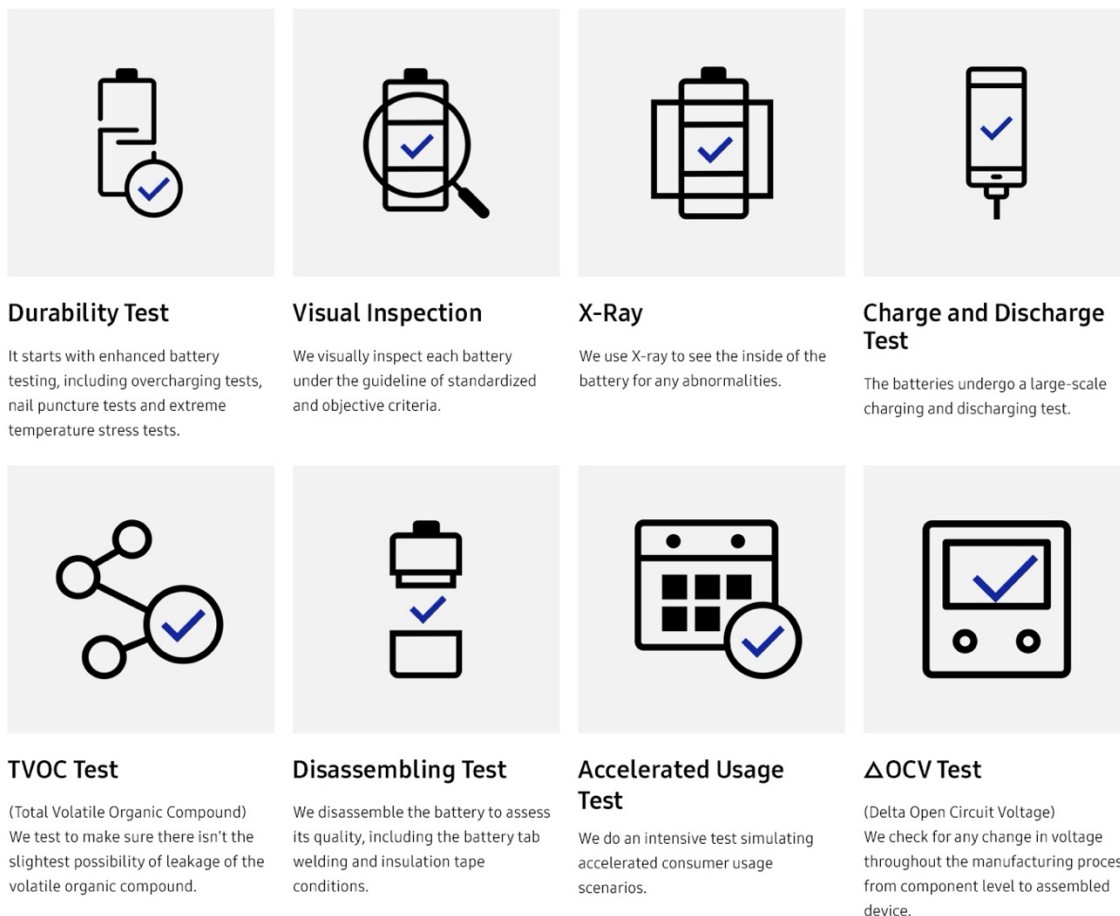 Durability Test
It starts with enhanced battery
testing, including overcharging tests,
nail puncture tests and extreme
temperature stress tests.
Visual Inspection
We visually inspect each battery
under the guideline of standardized
and objective criteria.
X-Ray
We use X-ray to see the inside of the
battery for any abnormalities.
Charge and Discharge
Test
The batteries undergo a large-scale
charging and discharging test.
TVOC Test
(Total Volatile Organic Compound)
We test to make sure there isn't the
slightest possibility of leakage of the
volatile organic compound.
Disassembling Test
We disassemble the battery to assess
its quality, including the battery tab
welding and insulation tape
conditions.
Accelerated Usage
Test
We do an intensive test simulating
accelerated consumer usage
scenarios.
△OCV Test
(Delta Open Circuit Voltage)
We check for any change in voltage
throughout the manufacturing proces
from component level to assembled
device.